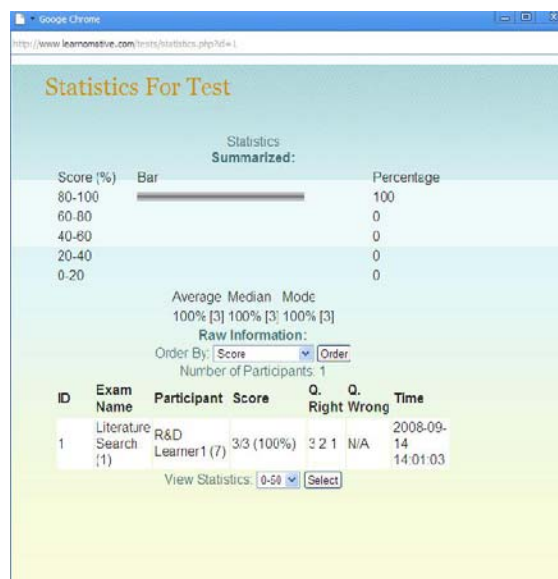 Google Chrome
http://www.learnomative.com/tests/statistics.php?id=1
Statistics For Test
Statistics
Summarized:
Score (%) Bar Percentage
80-100 100
60-80 0
40-60 0
20-40 0
0-20 0
Average Median Mode
100% [3] 100% [3] 100% [3]
Raw Information:
Order By: Score Order
Number of Participants: 1
ID Exam Name Participant Score Q. Right Q. Wrong Time
1 Literature Search (1) R&D Learner1 (7) 3/3 (100%) 3 2 1 N/A 2008-09-14 14:01:03
View Statistics: 0-50 Select